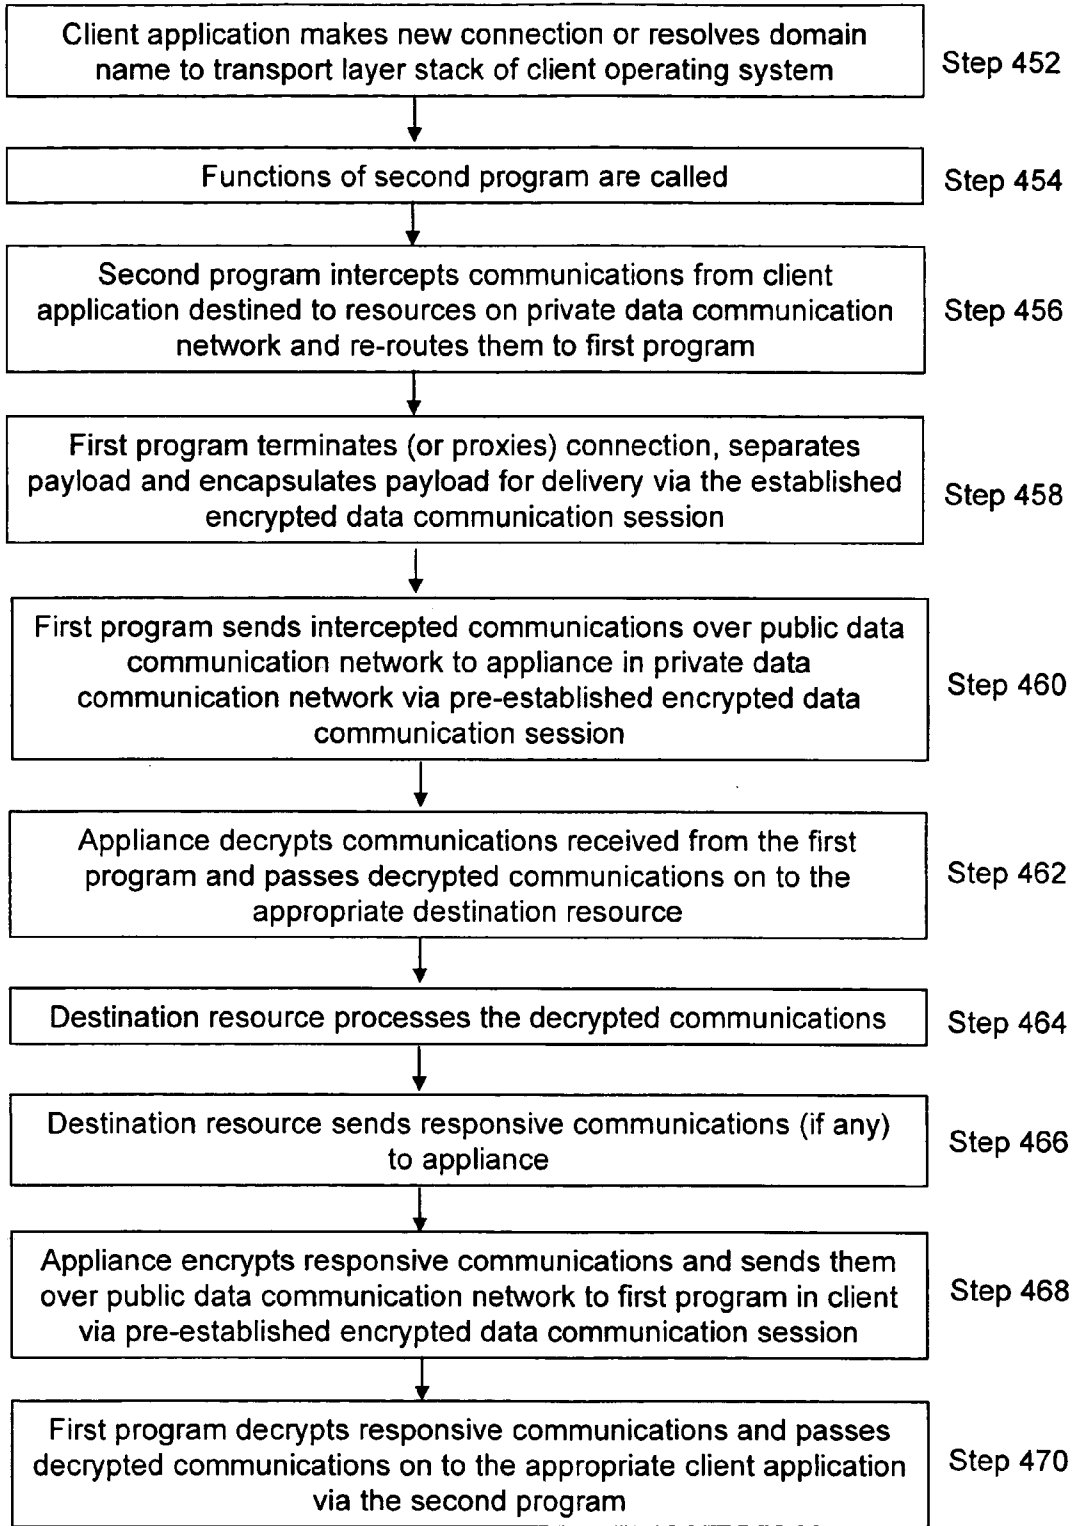 Client application makes new connection or resolves domain
name to transport layer stack of client operating system
Step 452
Functions of second program are called
Step 454
Second program intercepts communications from client
application destined to resources on private data communication
network and re-routes them to first program
Step 456
First program terminates (or proxies) connection, separates
payload and encapsulates payload for delivery via the established
encrypted data communication session
Step 458
First program sends intercepted communications over public data
communication network to appliance in private data
communication network via pre-established encrypted data
communication session
Step 460
Appliance decrypts communications received from the first
program and passes decrypted communications on to the
appropriate destination resource
Step 462
Destination resource processes the decrypted communications
Step 464
Destination resource sends responsive communications (if any)
to appliance
Step 466
Appliance encrypts responsive communications and sends them
over public data communication network to first program in client
via pre-established encrypted data communication session
Step 468
First program decrypts responsive communications and passes
decrypted communications on to the appropriate client application
via the second program
Step 470